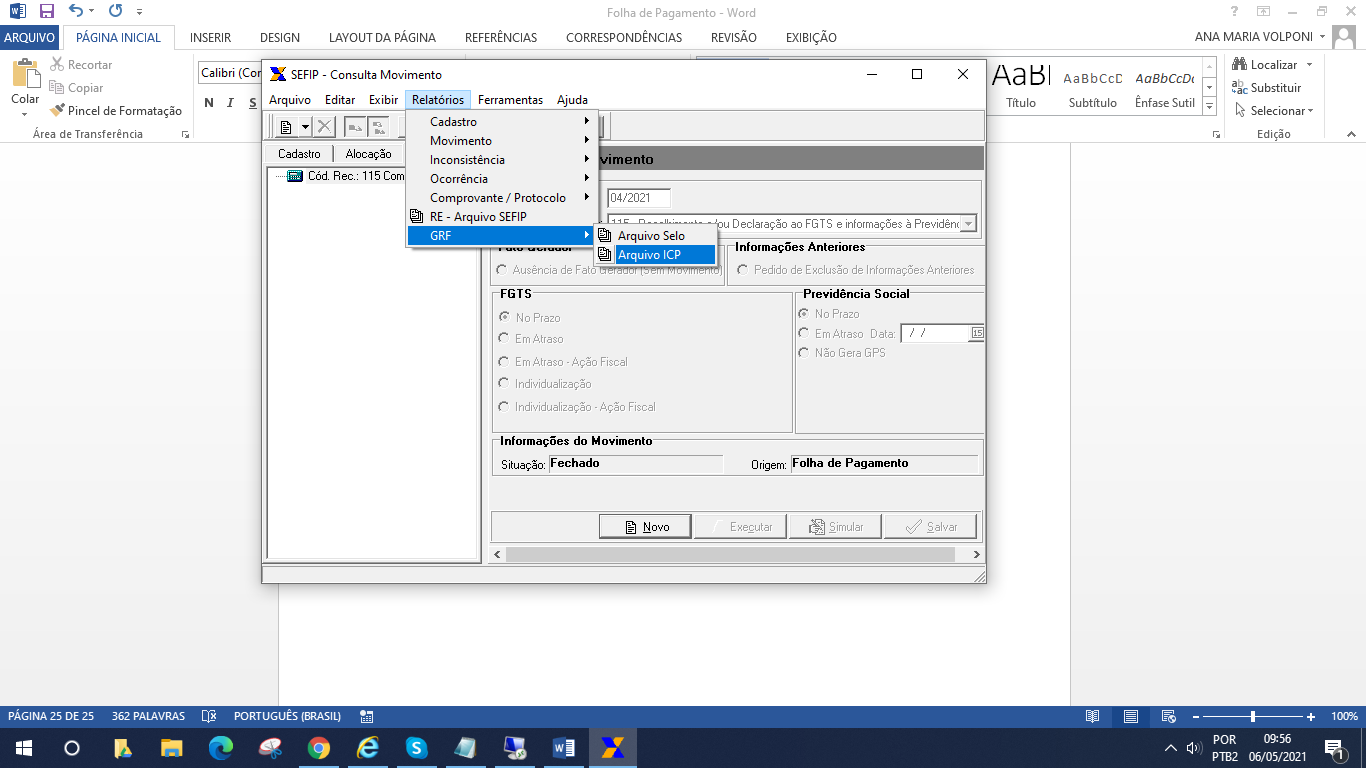 Folha de Pagamento - Word
ARQUIVO PÁGINA INICIAL INSERIR DESIGN LAYOUT DA PÁGINA REFERÊNCIAS CORRESPONDÊNCIAS REVISÃO EXIBIÇÃO ANA MARIA VOLPONI
Colar
Recortar
Copiar
Pincel de Formatação
Área de Transferência
Calibri (Cor
N I S
AaBl
Título
AaBbCcD
Subtítulo
AaBbCcDc
Ênfase Sutil
Localizar
Substituir
Selecionar
Edição
SEFIP - Consulta Movimento
Arquivo Editar Exibir Relatórios Ferramentas Ajuda
Cadastro
Movimento
Inconsistência
Ocorrência
Comprovante / Protocolo
RE - Arquivo SEFIP
GRF
Arquivo Selo
Arquivo ICP
Cadastro Alocação
Cód. Rec.: 115 Com
vimento
04/2021
115 - Recolhimento e/ou Declaração ao FGTS e informações à Previdênc
Fato Gerador
Ausência de Fato Gerador (Sem Movimento)
Informações Anteriores
Pedido de Exclusão de Informações Anteriores
FGTS
No Prazo
Em Atraso
Em Atraso - Ação Fiscal
Individualização
Individualização - Ação Fiscal
Previdência Social
No Prazo
Em Atraso Data: / / 15
Não Gera GPS
Informações do Movimento
Situação: Fechado Origem: Folha de Pagamento
Novo Executar Simular Salvar
PÁGINA 25 DE 25 362 PALAVRAS PORTUGUÊS (BRASIL) 100%
POR
PTB2
09:56
06/05/2021
1